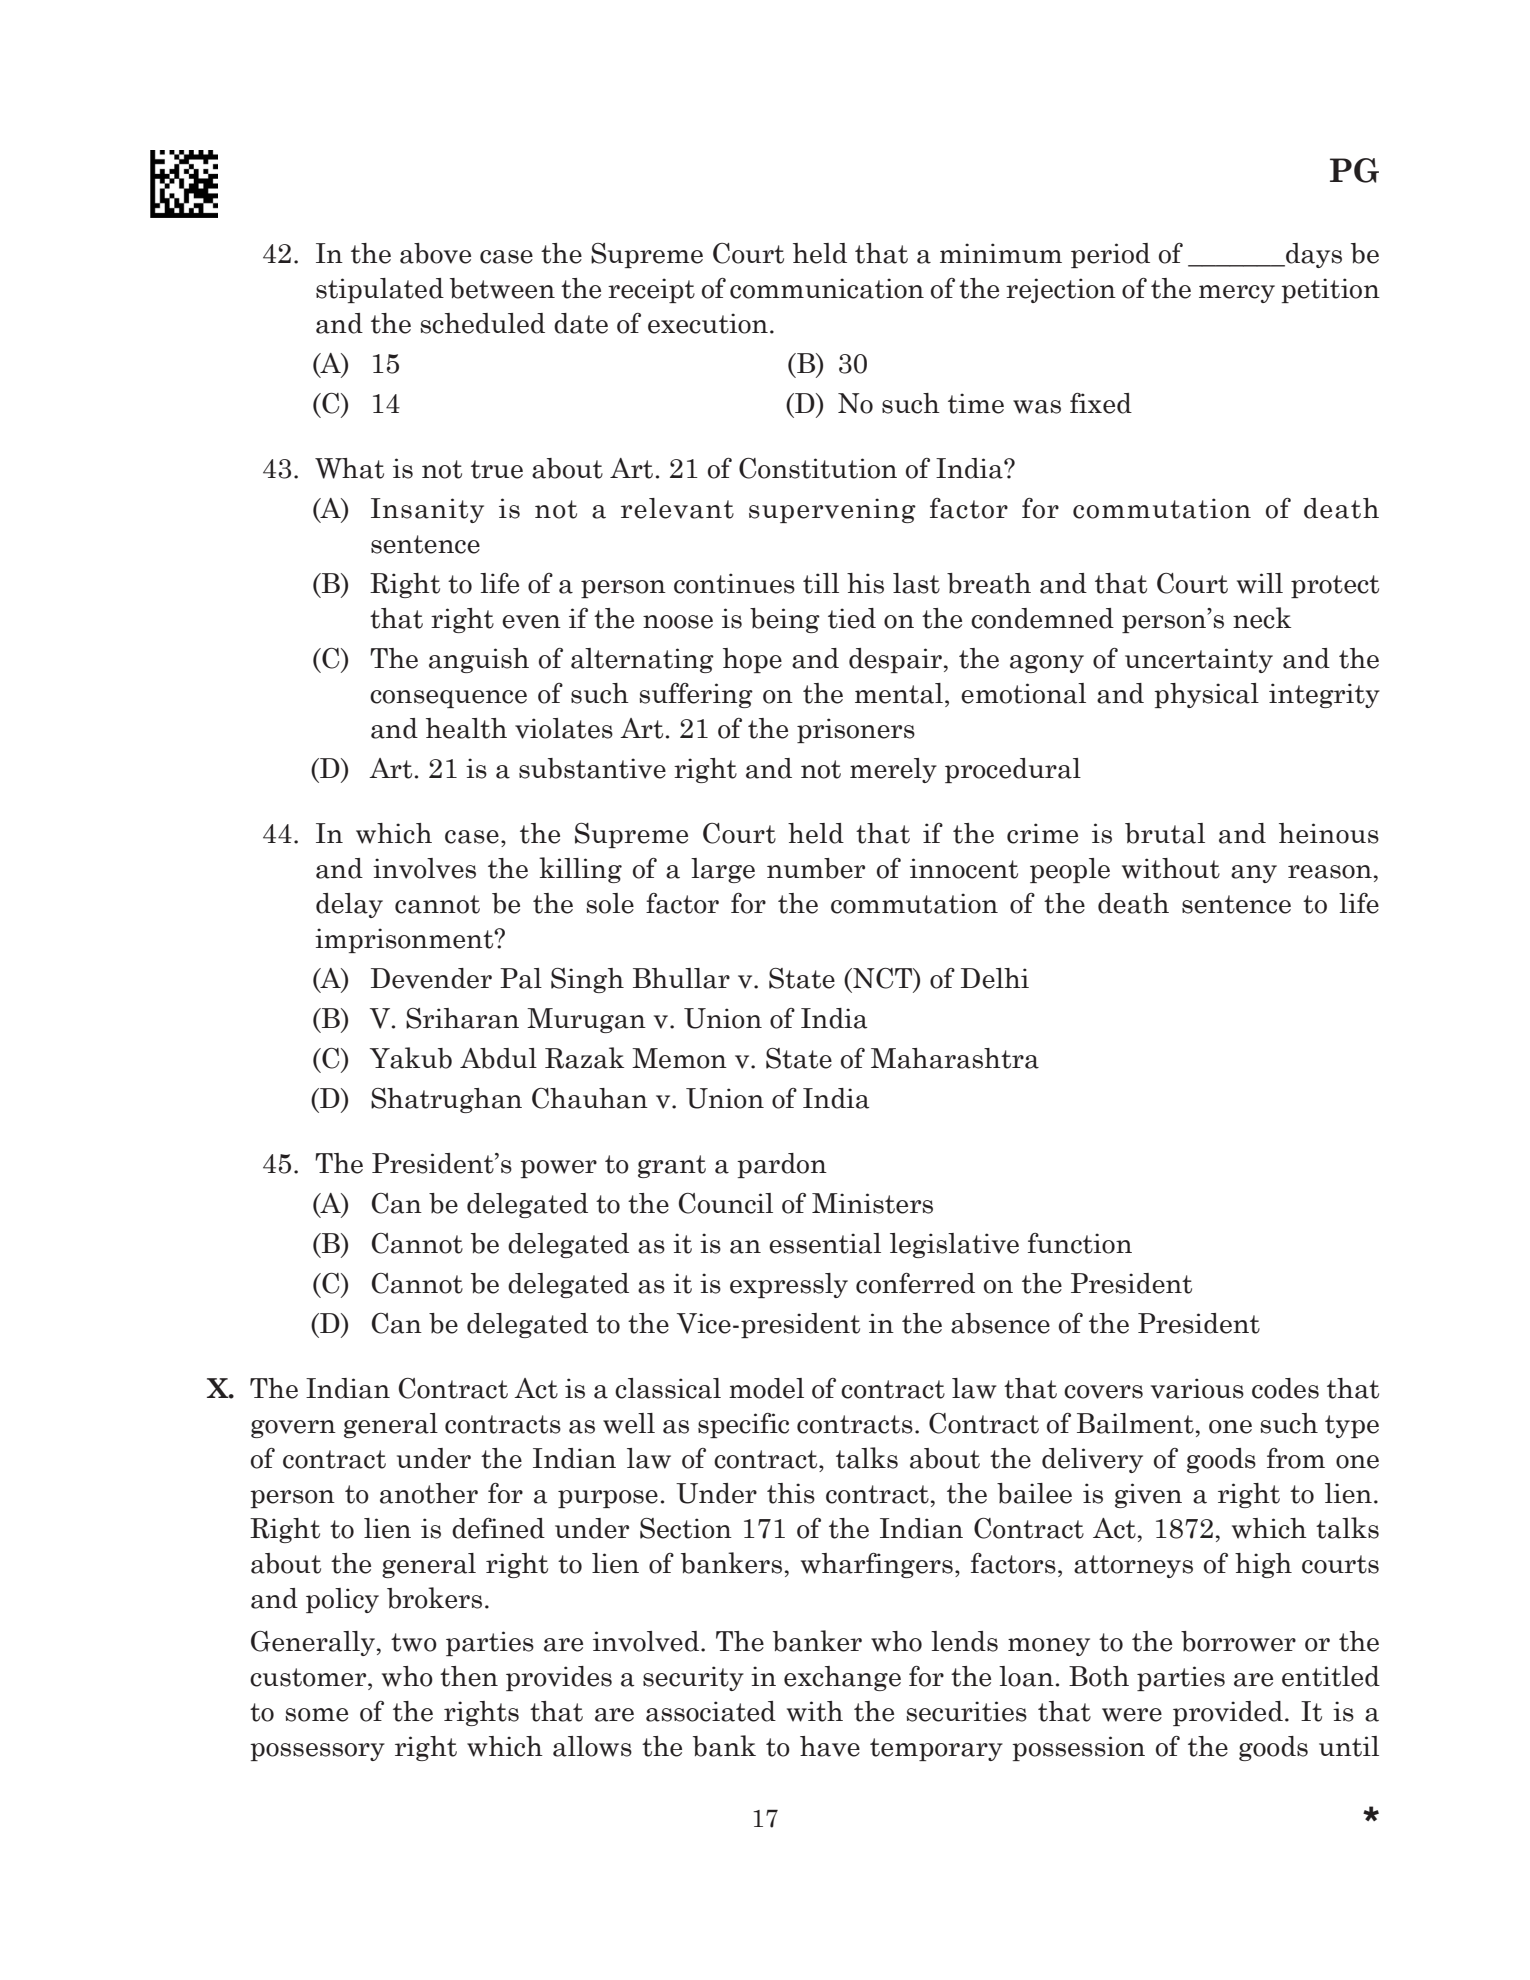 PG
42. In the above case the Supreme Court held that a minimum period of _______days be
stipulated between the receipt of communication of the rejection of the mercy petition
and the scheduled date of execution.
(A) 15 (B) 30
(C) 14 (D) No such time was fixed
43. What is not true about Art. 21 of Constitution of India?
(A) Insanity is not a relevant supervening factor for commutation of death
sentence
(B) Right to life of a person continues till his last breath and that Court will protect
that right even if the noose is being tied on the condemned person’s neck
(C) The anguish of alternating hope and despair, the agony of uncertainty and the
consequence of such suffering on the mental, emotional and physical integrity
and health violates Art. 21 of the prisoners
(D) Art. 21 is a substantive right and not merely procedural
44. In which case, the Supreme Court held that if the crime is brutal and heinous
and involves the killing of a large number of innocent people without any reason,
delay cannot be the sole factor for the commutation of the death sentence to life
imprisonment?
(A) Devender Pal Singh Bhullar v. State (NCT) of Delhi
(B) V. Sriharan Murugan v. Union of India
(C) Yakub Abdul Razak Memon v. State of Maharashtra
(D) Shatrughan Chauhan v. Union of India
45. The President’s power to grant a pardon
(A) Can be delegated to the Council of Ministers
(B) Cannot be delegated as it is an essential legislative function
(C) Cannot be delegated as it is expressly conferred on the President
(D) Can be delegated to the Vice-president in the absence of the President
X. The Indian Contract Act is a classical model of contract law that covers various codes that
govern general contracts as well as specific contracts. Contract of Bailment, one such type
of contract under the Indian law of contract, talks about the delivery of goods from one
person to another for a purpose. Under this contract, the bailee is given a right to lien.
Right to lien is defined under Section 171 of the Indian Contract Act, 1872, which talks
about the general right to lien of bankers, wharfingers, factors, attorneys of high courts
and policy brokers.
Generally, two parties are involved. The banker who lends money to the borrower or the
customer, who then provides a security in exchange for the loan. Both parties are entitled
to some of the rights that are associated with the securities that were provided. It is a
possessory right which allows the bank to have temporary possession of the goods until
17 *